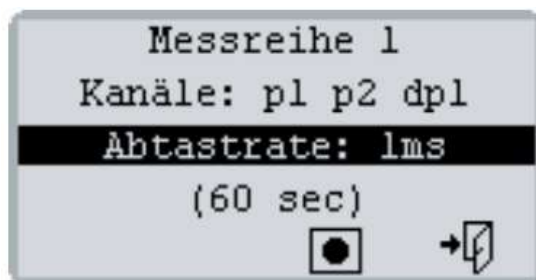 Messreihe 1
Kanäle: p1 p2 dp1
Abtastrate: 1ms
(60 sec)